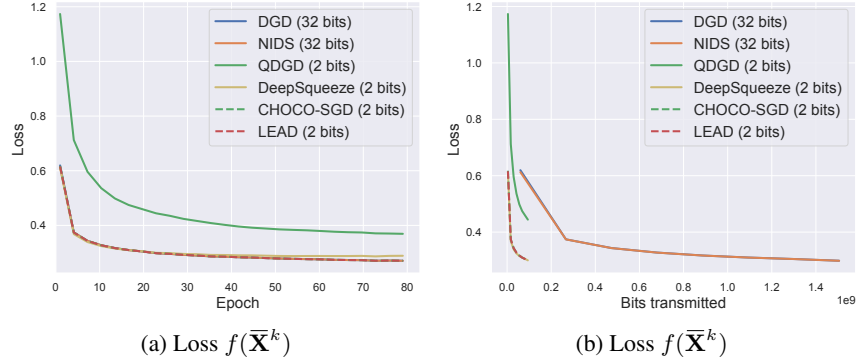 1.2
1.0
0.8
0.6
0.4
Loss
DGD (32 bits)
NIDS (32 bits)
QDGD (2 bits)
DeepSqueeze (2 bits)
CHOCO-SGD (2 bits)
LEAD (2 bits)
0 10 20 30 40 50 60 70 80
Epoch
(a) Loss f(X̅ᵏ)
1.2
1.0
0.8
0.6
0.4
Loss
DGD (32 bits)
NIDS (32 bits)
QDGD (2 bits)
DeepSqueeze (2 bits)
CHOCO-SGD (2 bits)
LEAD (2 bits)
0.0 0.2 0.4 0.6 0.8 1.0 1.2 1.4
1e9
Bits transmitted
(b) Loss f(X̅ᵏ)